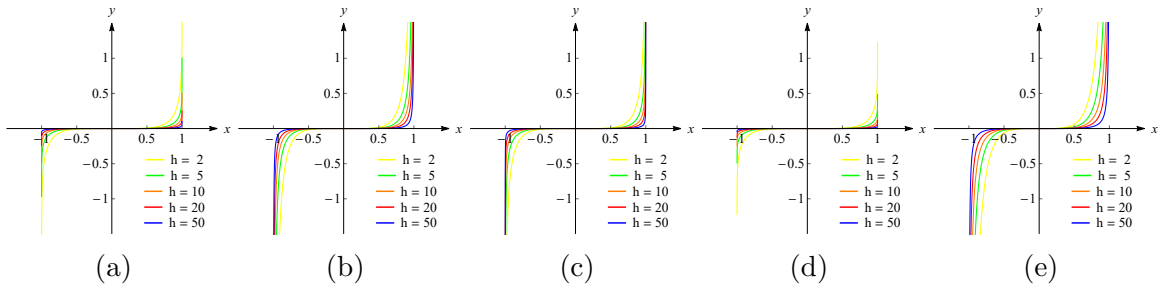 y
1
0.5
-1
0.5
1
x
-0.5
-1
h = 2
h = 5
h = 10
h = 20
h = 50
(a)
y
1
0.5
-1
-0.5
0.5
1
x
-0.5
-1
h = 2
h = 5
h = 10
h = 20
h = 50
(b)
y
1
0.5
-1
-0.5
0.5
1
x
-0.5
-1
h = 2
h = 5
h = 10
h = 20
h = 50
(c)
y
1
0.5
-1
-0.5
0.5
1
x
-0.5
-1
h = 2
h = 5
h = 10
h = 20
h = 50
(d)
y
1
0.5
-1
-0.5
0.5
1
x
-0.5
-1
h = 2
h = 5
h = 10
h = 20
h = 50
(e)